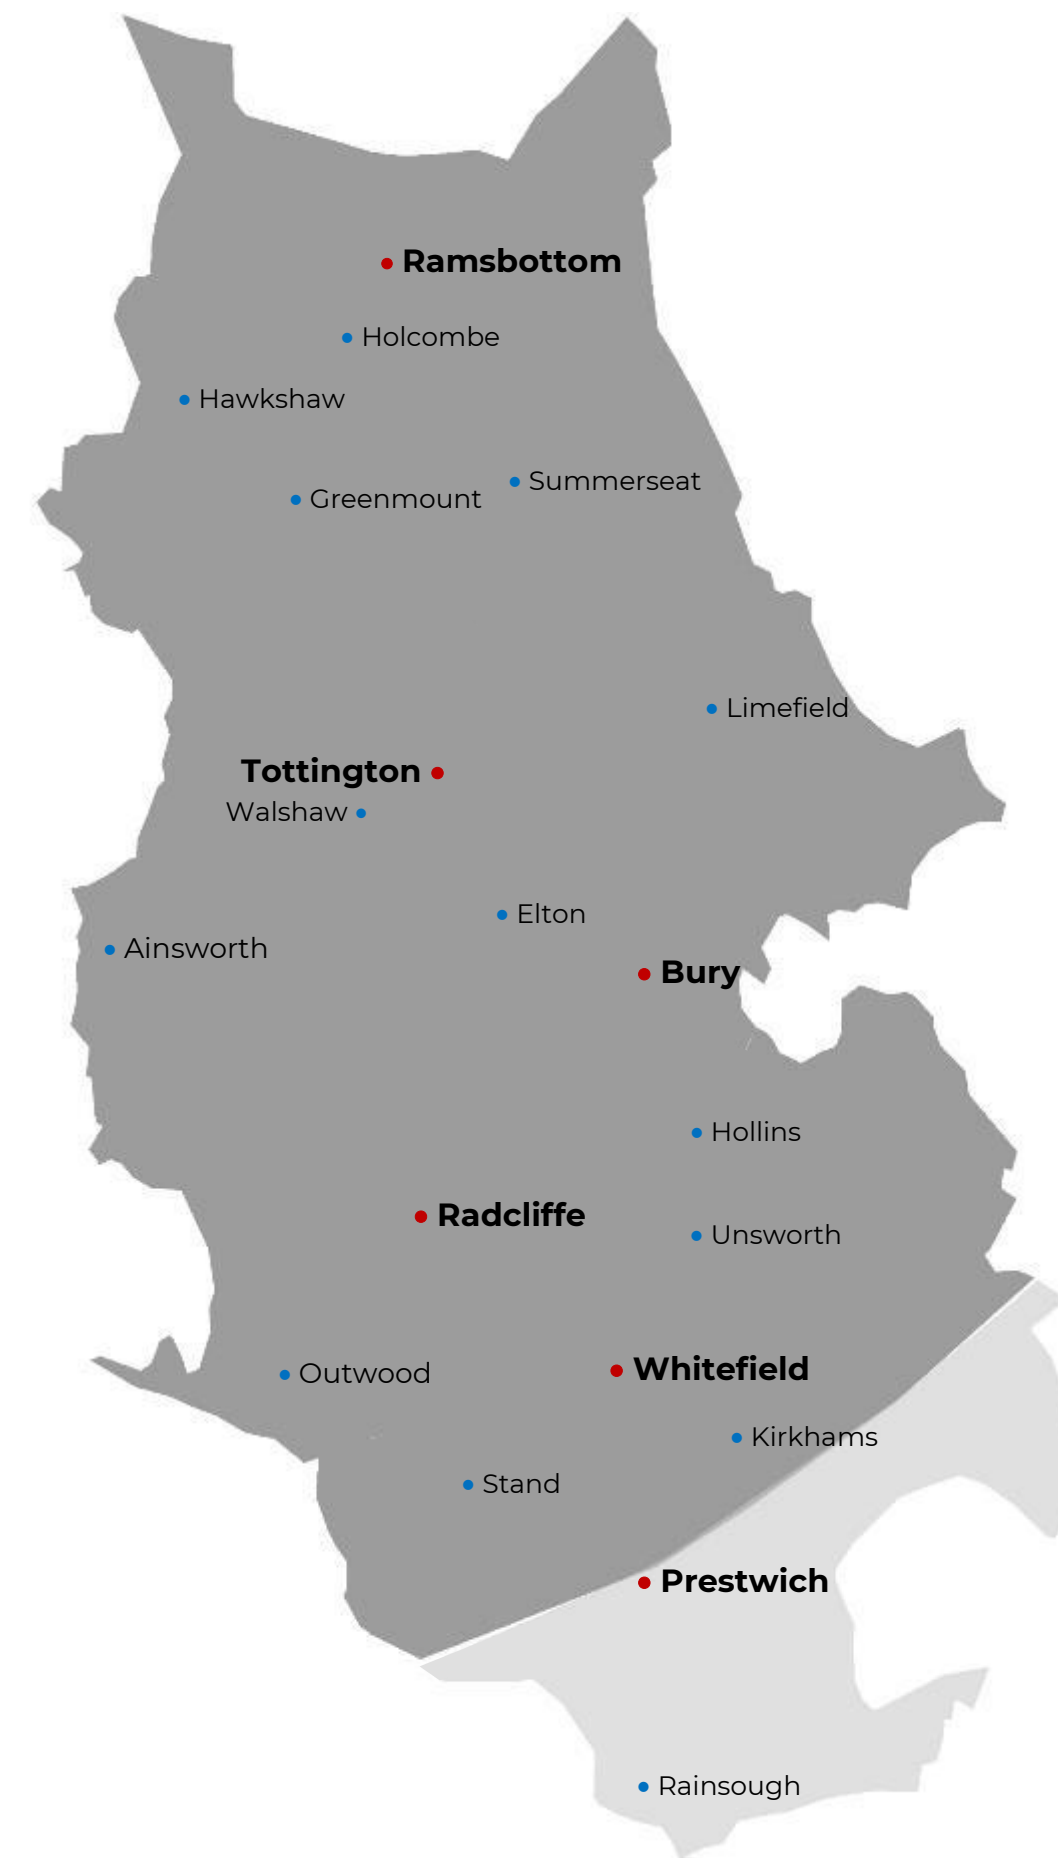 Ramsbottom
Holcombe
Hawkshaw
Summerseat
Greenmount
Limefield
Tottington
Walshaw
Elton
Ainsworth
Bury
Hollins
Radcliffe
Unsworth
Whitefield
Outwood
Kirkhams
Stand
Prestwich
Rainsough